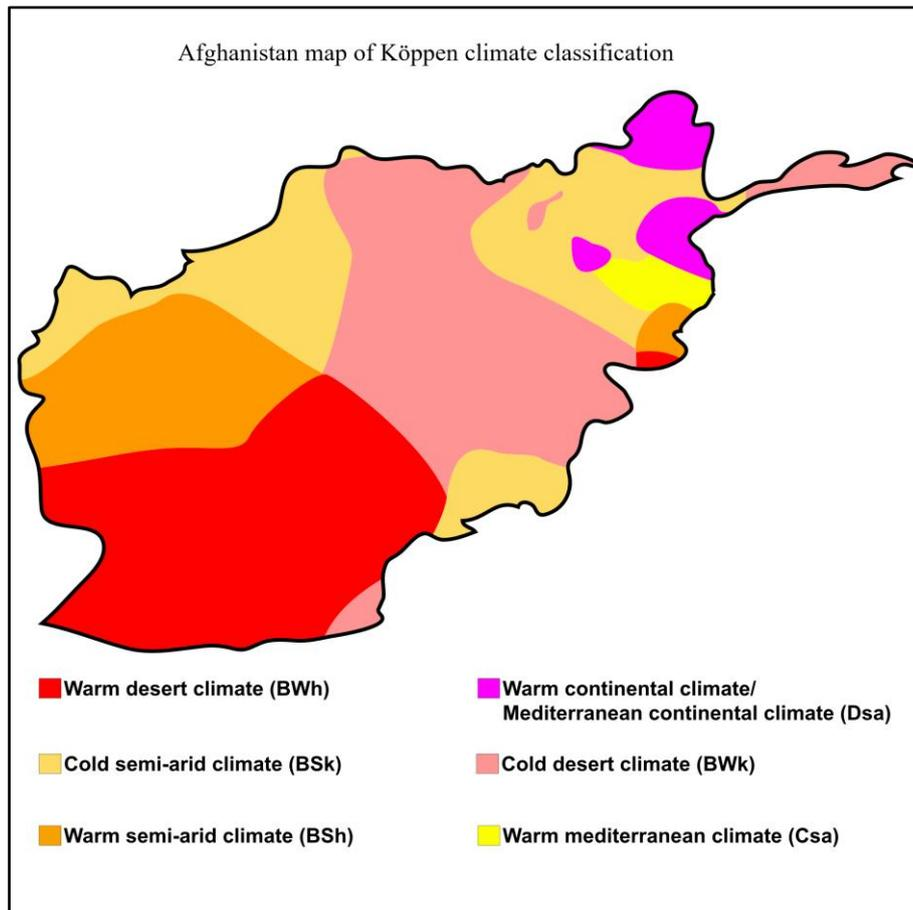 Afghanistan map of Köppen climate classification
Warm desert climate (BWh)
Cold semi-arid climate (BSk)
Warm semi-arid climate (BSh)
Warm continental climate/
Mediterranean continental climate (Dsa)
Cold desert climate (BWk)
Warm mediterranean climate (Csa)